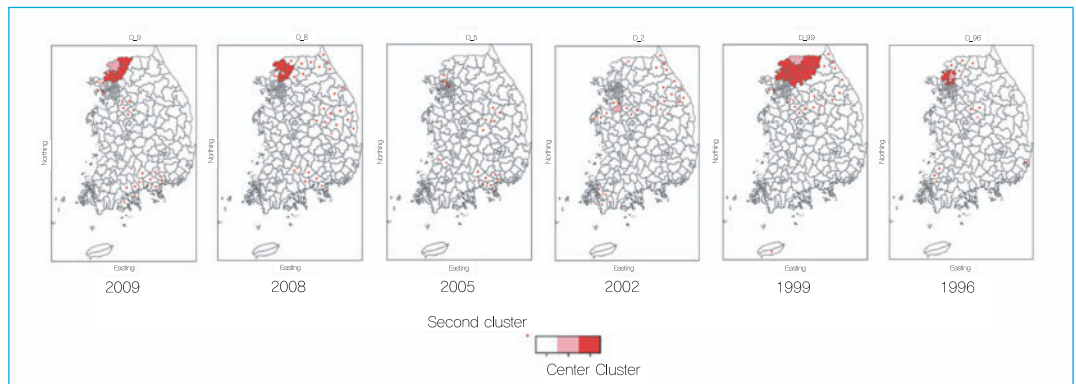 D_9 D_8 D_5 D_2 D_99 D_96
Northing Northing Northing Northing Northing
Easting Easting Easting Easting Easting Easting
2009 2008 2005 2002 1999 1996
Second cluster
*
Center Cluster